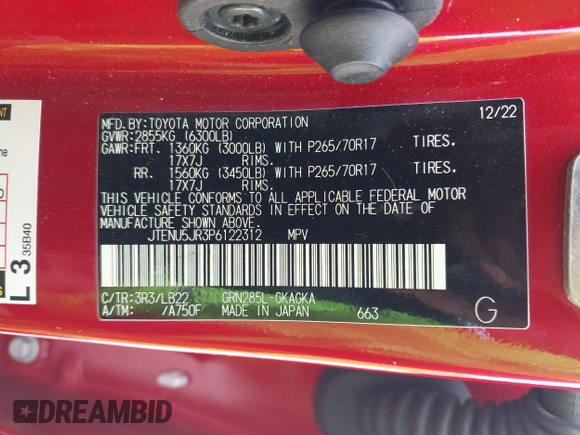 MFD.BY:TOYOTA MOTOR CORPORATION 12/22
GVWR:2855KG (6300LB)
GAWR:FRT. 1360KG (3000LB) WITH P265/70R17 TIRES.
17X7J RIMS.
RR. 1560KG (3450LB) WITH P265/70R17 TIRES.
17X7J RIMS.
THIS VEHICLE CONFORMS TO ALL APPLICABLE FEDERAL MOTOR
VEHICLE SAFETY STANDARDS IN EFFECT ON THE DATE OF
MANUFACTURE SHOWN ABOVE.
JTENU5JR3P6122312 MPV
C/TR:3R3/LB22 GRN285L-GKAGKA
A/TM: /A750F MADE IN JAPAN 663
G
L 3 35B40
DREAMBID